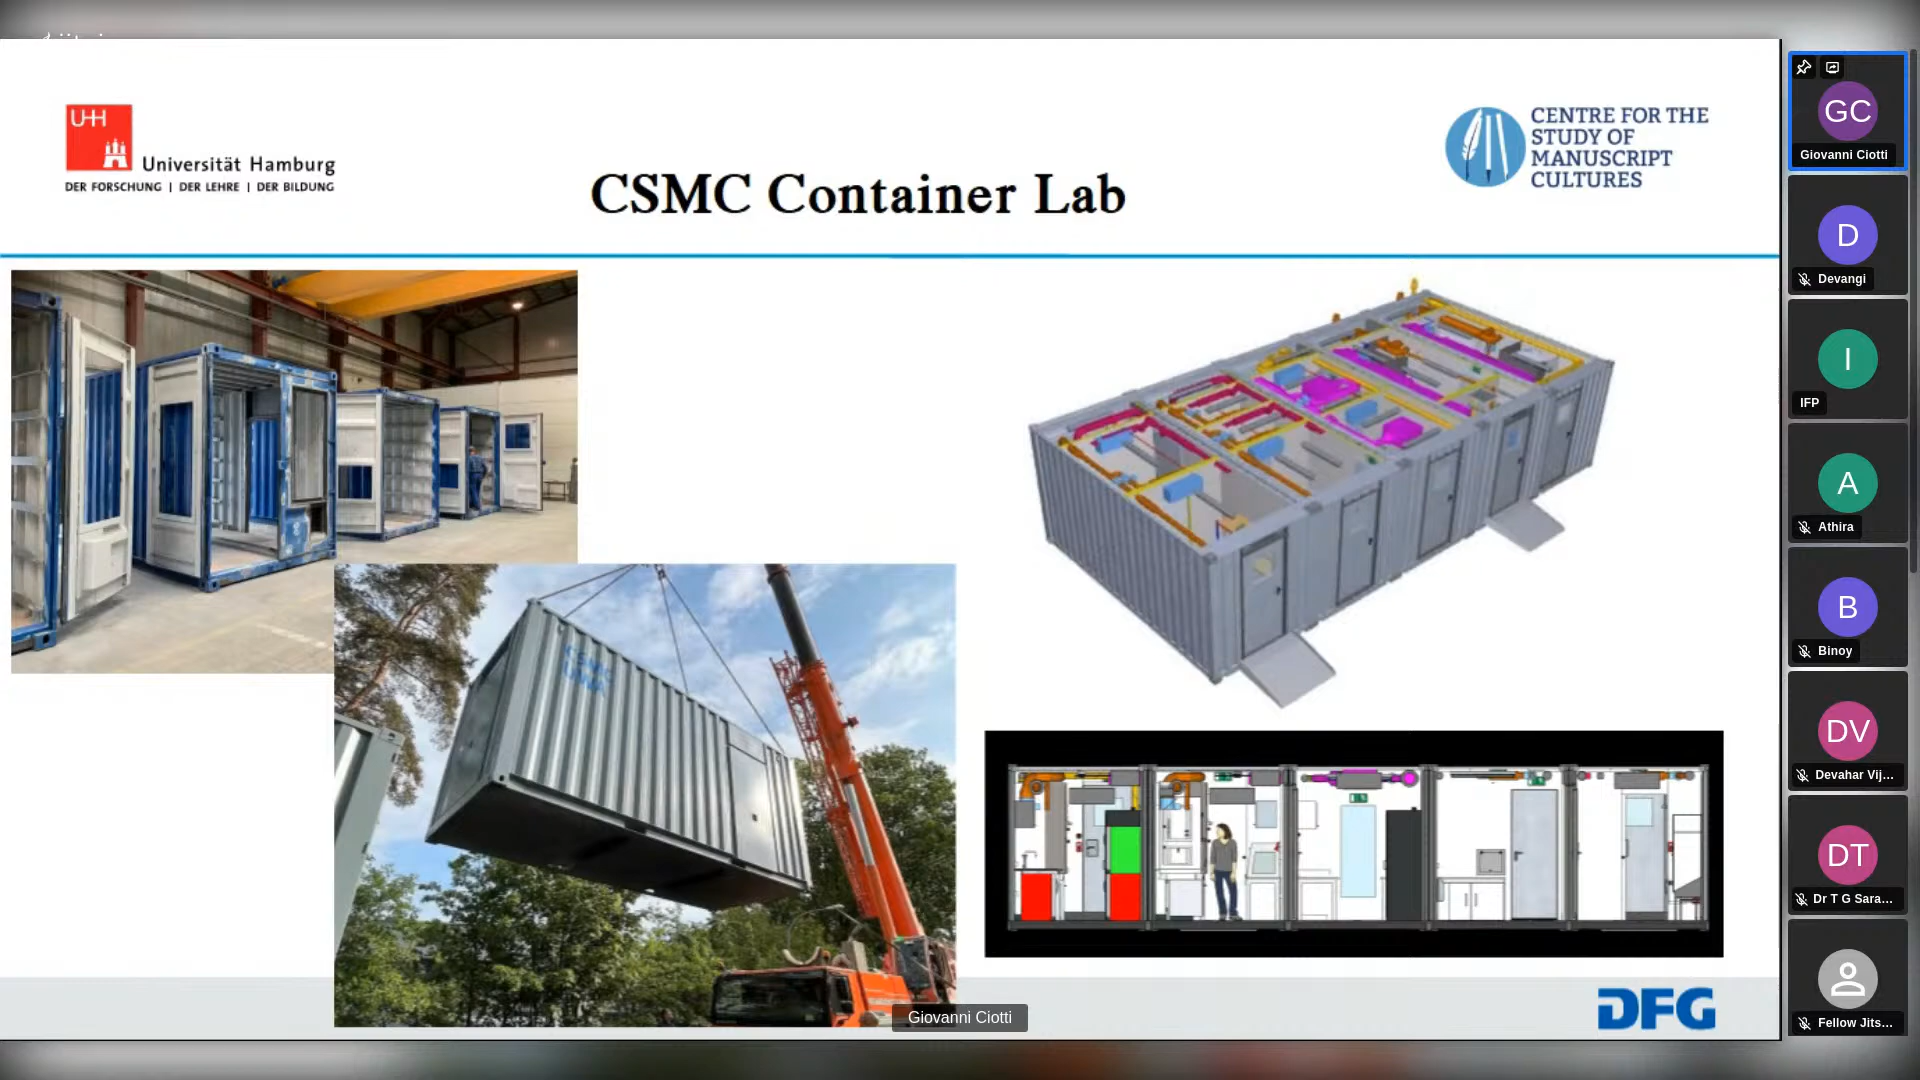 UHH
Universität Hamburg
DER FORSCHUNG | DER LEHRE | DER BILDUNG
CSMC Container Lab
CENTRE FOR THE
STUDY OF
MANUSCRIPT
CULTURES
CSMC
DFG
Giovanni Ciotti
GC
Giovanni Ciotti
D
Devangi
I
IFP
A
Athira
B
Binoy
DV
Devahar Vij...
DT
Dr T G Sara...
Fellow Jits...